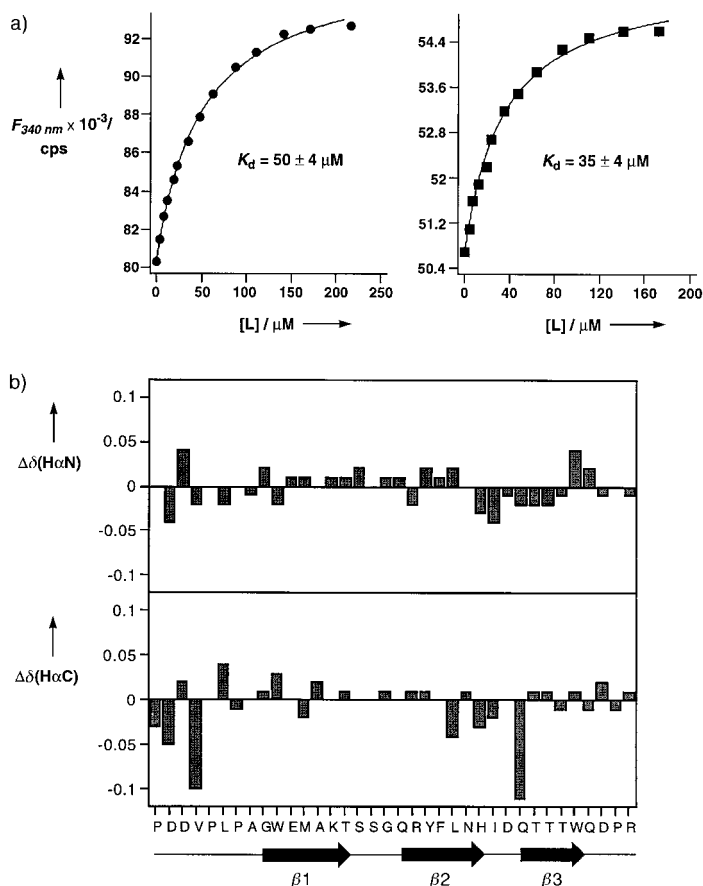 a)
F340 nm × 10-3/
cps
92
90
88
86
84
82
80
Kd = 50 ± 4 μM
0 50 100 150 200 250
[L] / μM
54.4
53.6
52.8
52
51.2
50.4
Kd = 35 ± 4 μM
0 40 80 120 160 200
[L] / μM
b)
Δδ(HαN)
0.1
0.05
0
-0.05
-0.1
Δδ(HαC)
0.1
0.05
0
-0.05
-0.1
P D D V P L P A G W E M A K T S S G Q R Y F L N H I D Q T T T W Q D P R
β1 β2 β3